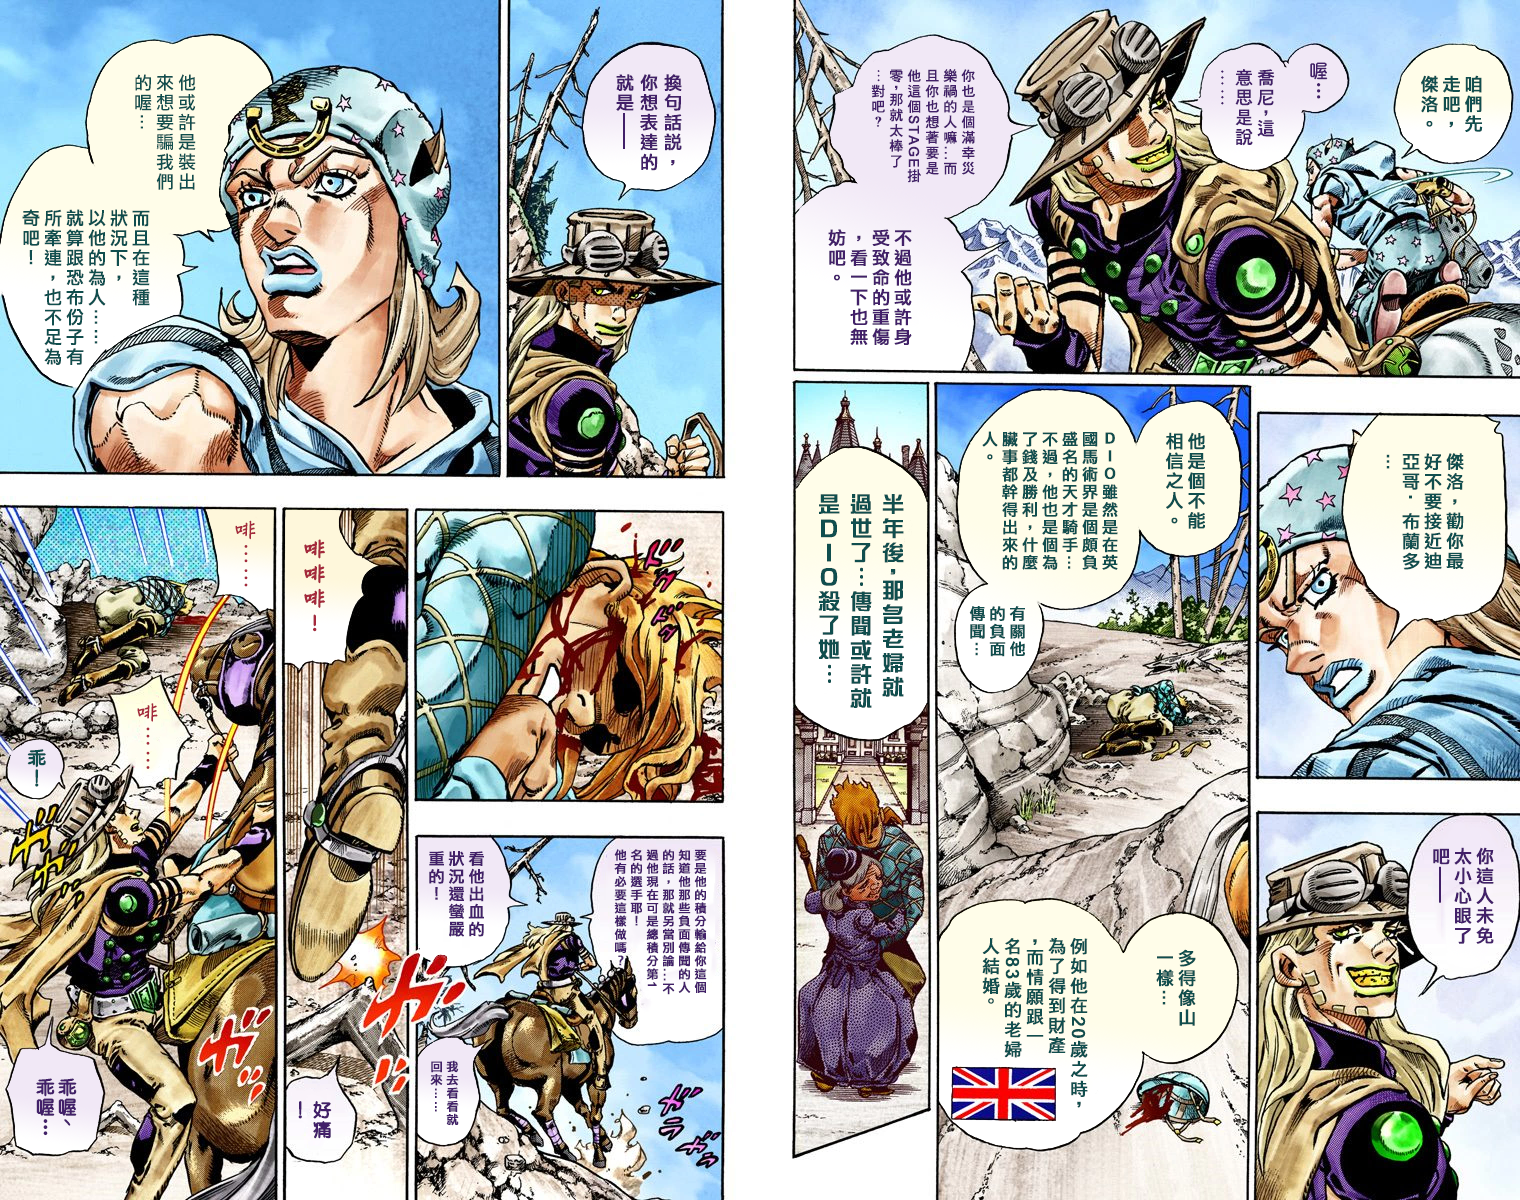 咱們先
走吧，
傑洛。
喔…
喬尼，這
意思是說
……
你也是個滿幸災
樂禍的人嘛…而
且你也想著要是
他這個STAGE掛
零，那就太棒了
…對吧？
不過他或許身
受致命的重傷
，看一下也無
妨吧。
傑洛，勸你最
好不要接近迪
亞哥·布蘭多
…
你這人未免
太小心眼了
吧——
他是個不能
相信之人。
DIO雖然是在英
國馬術界是個頗負
盛名的天才騎手…
不過，他也是個為
了錢及勝利，什麼
臟事都幹得出來的
人。
有關他
的負面
傳聞…
多得像山
一樣…
例如他在20歲之時，
為了得到財產
，而情願跟一
名83歲的老婦
人結婚。
半年後，那名老婦就
過世了…傳聞或許就
是DIO殺了她…
換句話說，
你想表達的
就是——
他或許是裝出
來想要騙我們
的喔…
而且在這種
狀況下，
以他的為人……
就算跟恐布份子有
所牽連，也不足為
奇吧！
ドド
ドド
要是他的積分輸給你這個
知道他那些負面傳聞的人
的話，那就另當別論…不
過他現在可是總積分第1
名的選手耶！
他有必要這樣做嗎？
看他出血的
狀況還蠻嚴
重的！
我去看看就
回來……
パラ
ラッ
啡啡啡！
ガッ
好痛
！
啡……
啡……
乖！
ガガッ
ガガッ
乖喔、
乖喔…